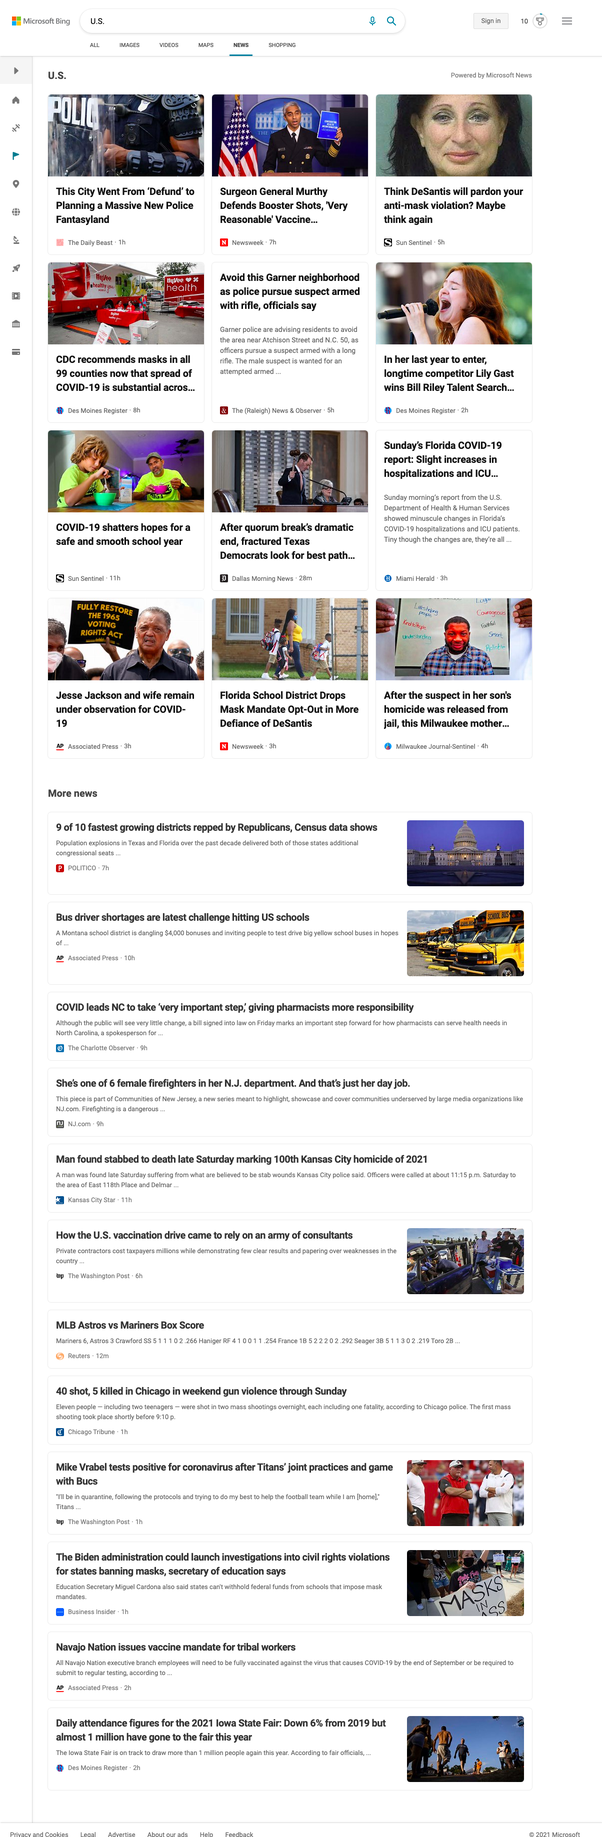 Microsoft Bing
U.S.
Sign in
10
ALL IMAGES VIDEOS MAPS NEWS SHOPPING
U.S.
Powered by Microsoft News
POLIC
This City Went From ‘Defund’ to
Planning a Massive New Police
Fantasyland
The Daily Beast · 1h
Surgeon General Murthy
Defends Booster Shots, 'Very
Reasonable' Vaccine...
Newsweek · 7h
Think DeSantis will pardon your
anti-mask violation? Maybe
think again
Sun Sentinel · 5h
HyVee
health
CDC recommends masks in all
99 counties now that spread of
COVID-19 is substantial acros...
Des Moines Register · 8h
Avoid this Garner neighborhood
as police pursue suspect armed
with rifle, officials say
Garner police are advising residents to avoid
the area near Atchison Street and N.C. 50, as
officers pursue a suspect armed with a long
rifle. The male suspect is wanted for an
attempted armed ...
The (Raleigh) News & Observer · 5h
In her last year to enter,
longtime competitor Lily Gast
wins Bill Riley Talent Search...
Des Moines Register · 2h
COVID-19 shatters hopes for a
safe and smooth school year
Sun Sentinel · 11h
After quorum break’s dramatic
end, fractured Texas
Democrats look for best path...
Dallas Morning News · 28m
Sunday’s Florida COVID-19
report: Slight increases in
hospitalizations and ICU...
Sunday morning’s report from the U.S.
Department of Health & Human Services
showed minuscule changes in Florida’s
COVID-19 hospitalizations and ICU patients.
Tiny though the changes are, they’re all ...
Miami Herald · 3h
FULLY RESTORE
THE 1965
VOTING
RIGHTS ACT
Jesse Jackson and wife remain
under observation for COVID-
19
Associated Press · 3h
Florida School District Drops
Mask Mandate Opt-Out in More
Defiance of DeSantis
Newsweek · 3h
After the suspect in her son's
homicide was released from
jail, this Milwaukee mother...
Milwaukee Journal-Sentinel · 4h
More news
9 of 10 fastest growing districts repped by Republicans, Census data shows
Population explosions in Texas and Florida over the past decade delivered both of those states additional
congressional seats ...
POLITICO · 7h
Bus driver shortages are latest challenge hitting US schools
A Montana school district is dangling $4,000 bonuses and inviting people to test drive big yellow school buses in hopes
of ...
Associated Press · 10h
SCHOOL BUS
COVID leads NC to take ‘very important step,’ giving pharmacists more responsibility
Although the public will see very little change, a bill signed into law on Friday marks an important step forward for how pharmacists can serve health needs in
North Carolina, a spokesperson for ...
The Charlotte Observer · 9h
She’s one of 6 female firefighters in her N.J. department. And that’s just her day job.
This piece is part of Communities of New Jersey, a new series meant to highlight, showcase and cover communities underserved by large media organizations like
NJ.com. Firefighting is a dangerous ...
NJ.com · 9h
Man found stabbed to death late Saturday marking 100th Kansas City homicide of 2021
A man was found late Saturday suffering from what are believed to be stab wounds Kansas City police said. Officers were called at about 11:15 p.m. Saturday to
the area of East 118th Place and Delmar ...
Kansas City Star · 11h
How the U.S. vaccination drive came to rely on an army of consultants
Private contractors cost taxpayers millions while demonstrating few clear results and papering over weaknesses in the
country ...
The Washington Post · 6h
MLB Astros vs Mariners Box Score
Mariners 6, Astros 3 Crawford SS 5 1 1 1 0 2 .266 Haniger RF 4 1 0 0 1 1 .254 France 1B 5 2 2 2 0 2 .292 Seager 3B 5 1 1 3 0 2 .219 Toro 2B ...
Reuters · 12m
40 shot, 5 killed in Chicago in weekend gun violence through Sunday
Eleven people — including two teenagers — were shot in two mass shootings overnight, each including one fatality, according to Chicago police. The first mass
shooting took place shortly before 9:10 p.
Chicago Tribune · 1h
Mike Vrabel tests positive for coronavirus after Titans’ joint practices and game
with Bucs
“I’ll be in quarantine, following the protocols and trying to do my best to help the football team while I am [home],”
Titans ...
The Washington Post · 1h
The Biden administration could launch investigations into civil rights violations
for states banning masks, secretary of education says
Education Secretary Miguel Cardona also said states can't withhold federal funds from schools that impose mask
mandates.
Business Insider · 1h
MASKS
IN
Navajo Nation issues vaccine mandate for tribal workers
All Navajo Nation executive branch employees will need to be fully vaccinated against the virus that causes COVID-19 by the end of September or be required to
submit to regular testing, according to ...
Associated Press · 2h
Daily attendance figures for the 2021 Iowa State Fair: Down 6% from 2019 but
almost 1 million have gone to the fair this year
The Iowa State Fair is on track to draw more than 1 million people again this year. According to fair officials, ...
Des Moines Register · 2h
Privacy and Cookies Legal Advertise About our ads Help Feedback
© 2021 Microsoft